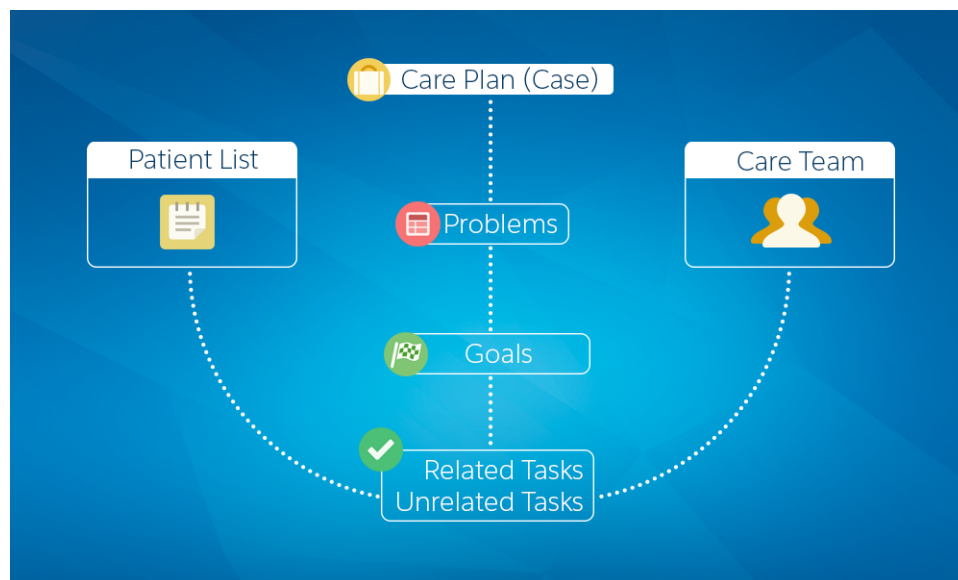 Care Plan (Case)
Patient List
Care Team
Problems
Goals
Related Tasks
Unrelated Tasks